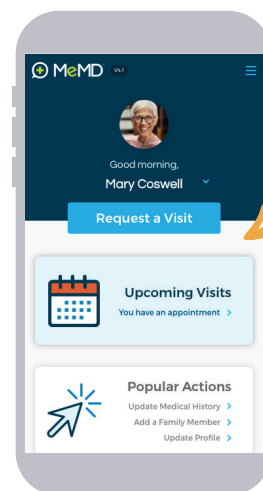 MeMD V4.1
Good morning,
Mary Coswell
Request a Visit
Upcoming Visits
You have an appointment >
Popular Actions
Update Medical History >
Add a Family Member >
Update Profile >